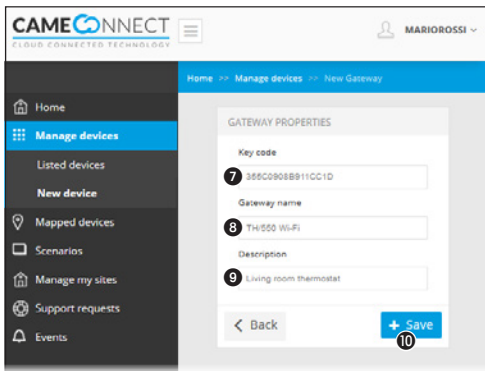 CAMECONNECT
CLOUD CONNECTED TECHNOLOGY
MARIOROSSI
Home >> Manage devices >> New Gateway
Home
Manage devices
Listed devices
New device
Mapped devices
Scenarios
Manage my sites
Support requests
Events
GATEWAY PROPERTIES
Key code
7 355C0908B911CC1D
Gateway name
8 TH/550 Wi-Fi
Description
9 Living room thermostat
Back
+ Save
10